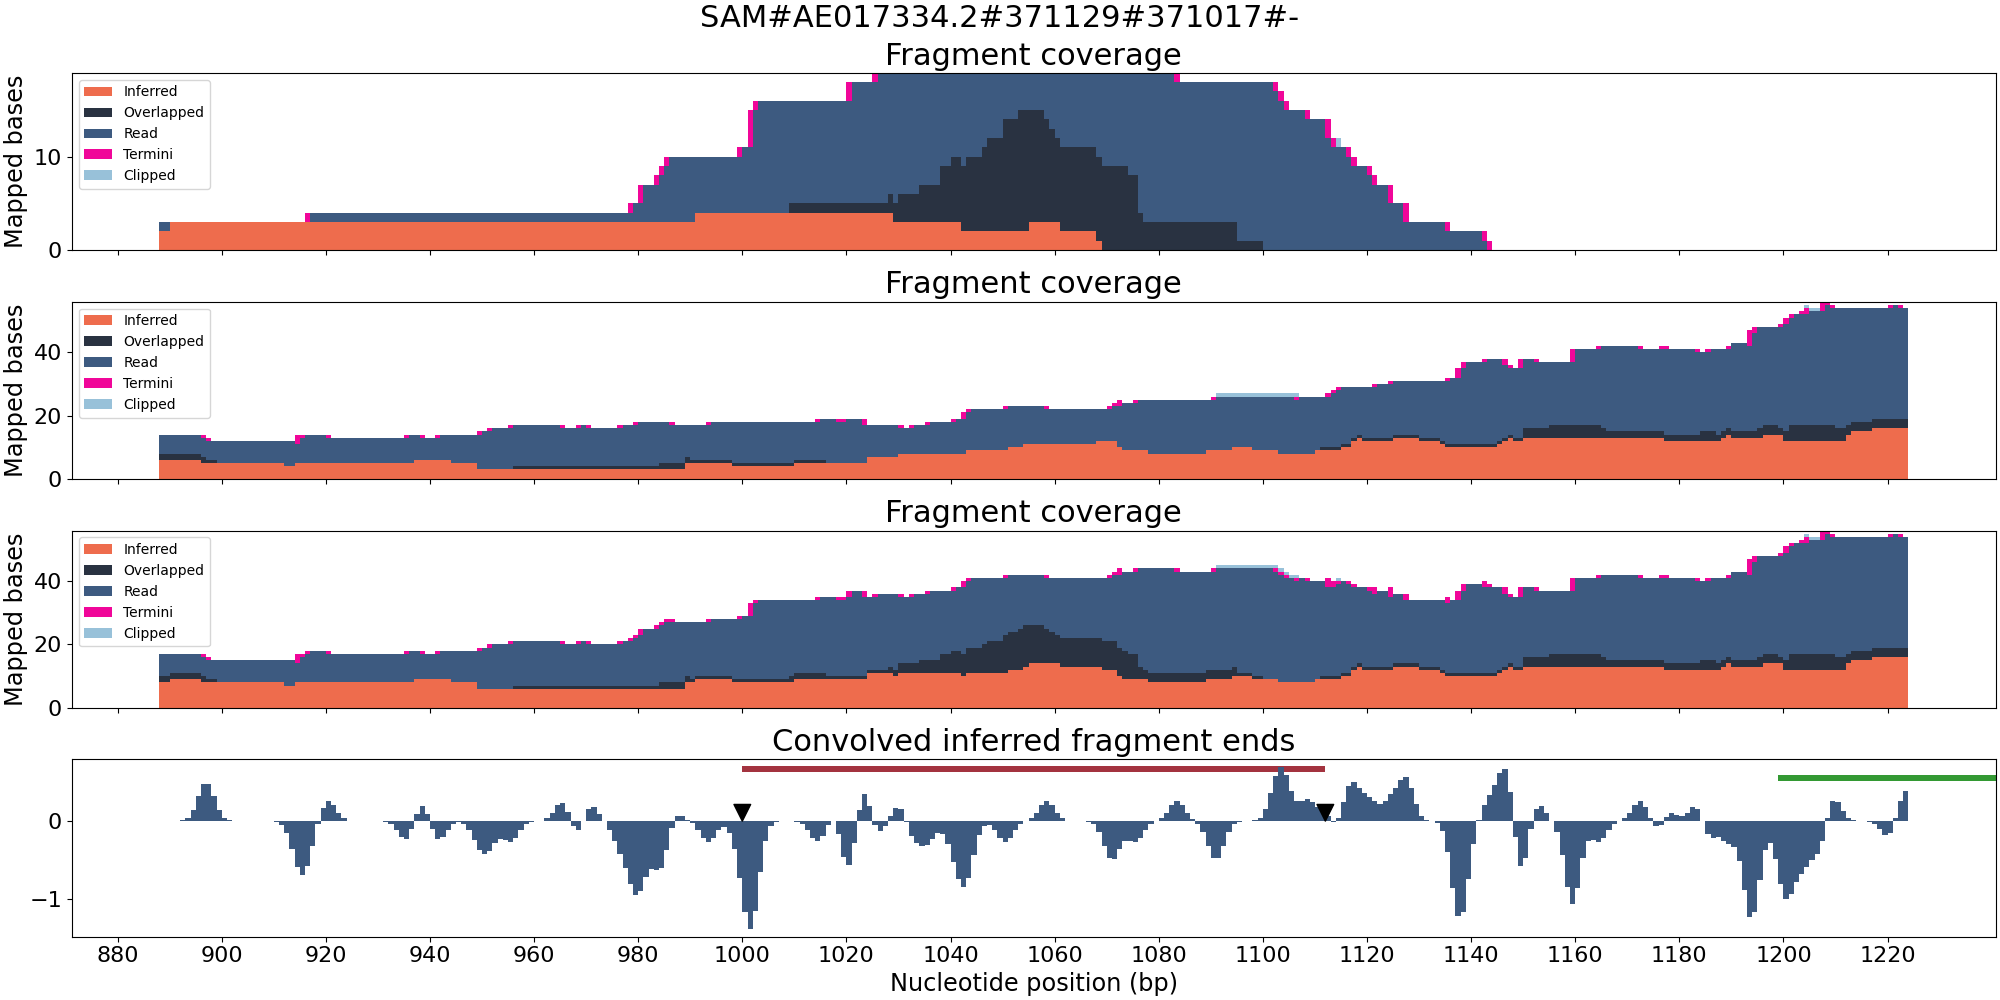 SAM#AE017334.2#371129#371017#-
Fragment coverage
Mapped bases
10
0
Inferred
Overlapped
Read
Termini
Clipped
Fragment coverage
Mapped bases
40
20
0
Inferred
Overlapped
Read
Termini
Clipped
Fragment coverage
Mapped bases
40
20
0
Inferred
Overlapped
Read
Termini
Clipped
Convolved inferred fragment ends
0
−1
880 900 920 940 960 980 1000 1020 1040 1060 1080 1100 1120 1140 1160 1180 1200 1220
Nucleotide position (bp)